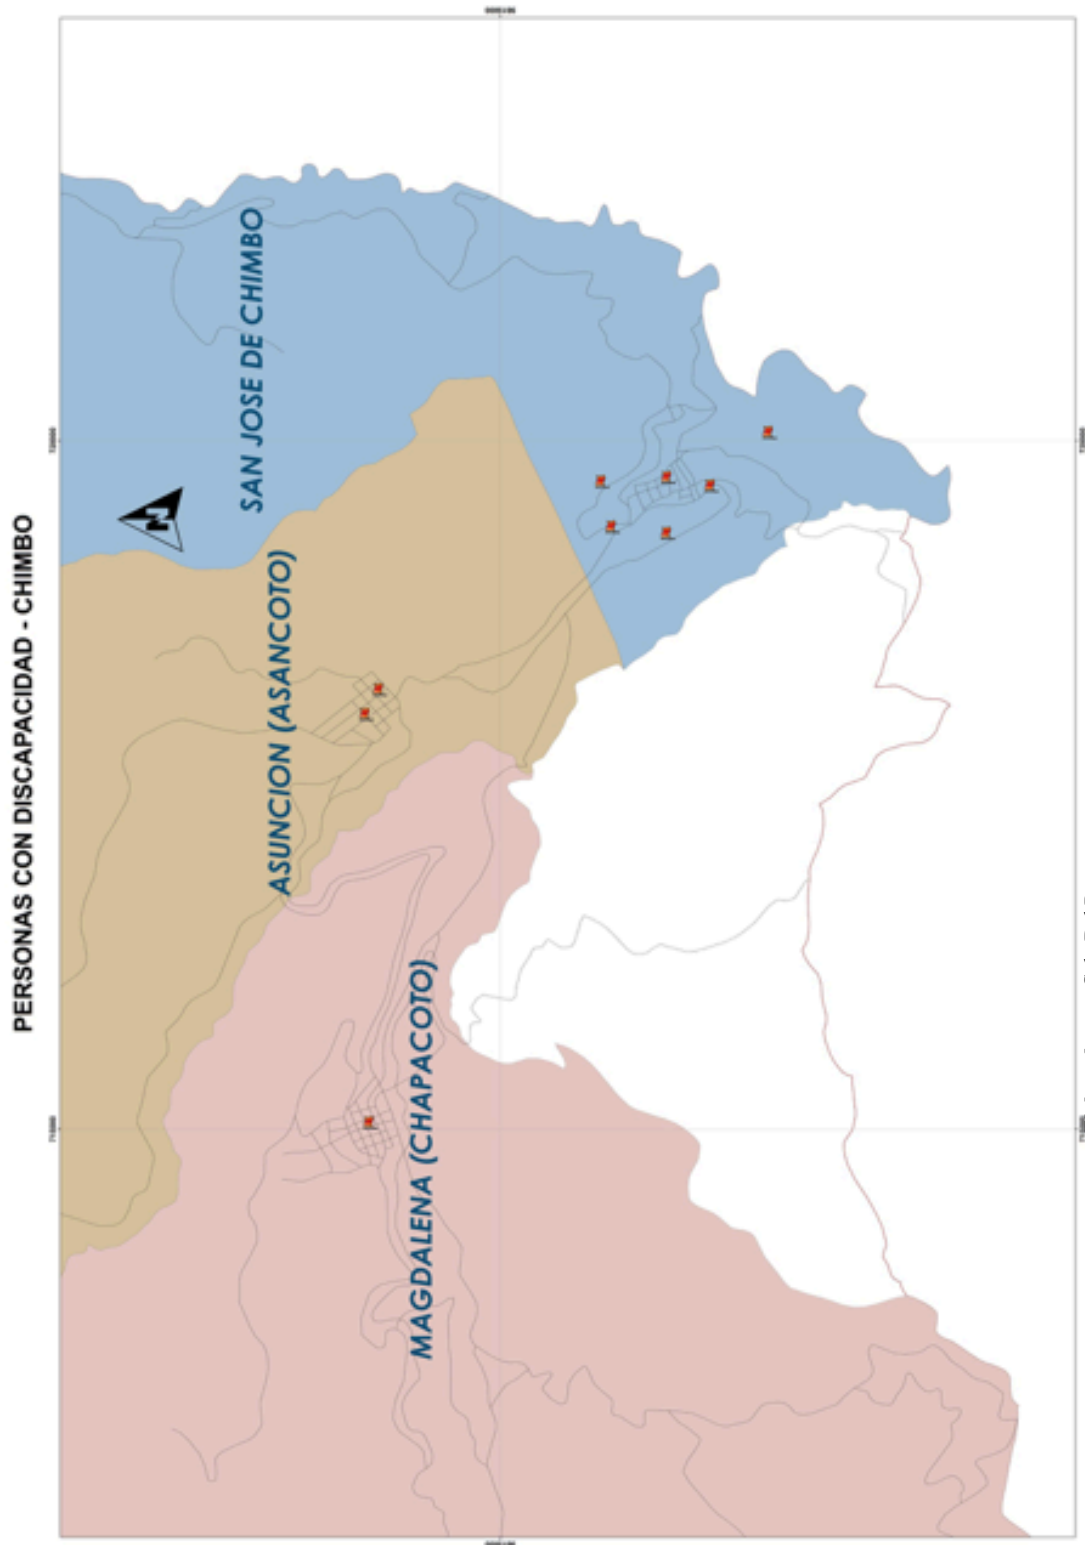 PERSONAS CON DISCAPACIDAD - CHIMBO
SAN JOSE DE CHIMBO
N
ASUNCION (ASANCOTO)
MAGDALENA (CHAPACOTO)